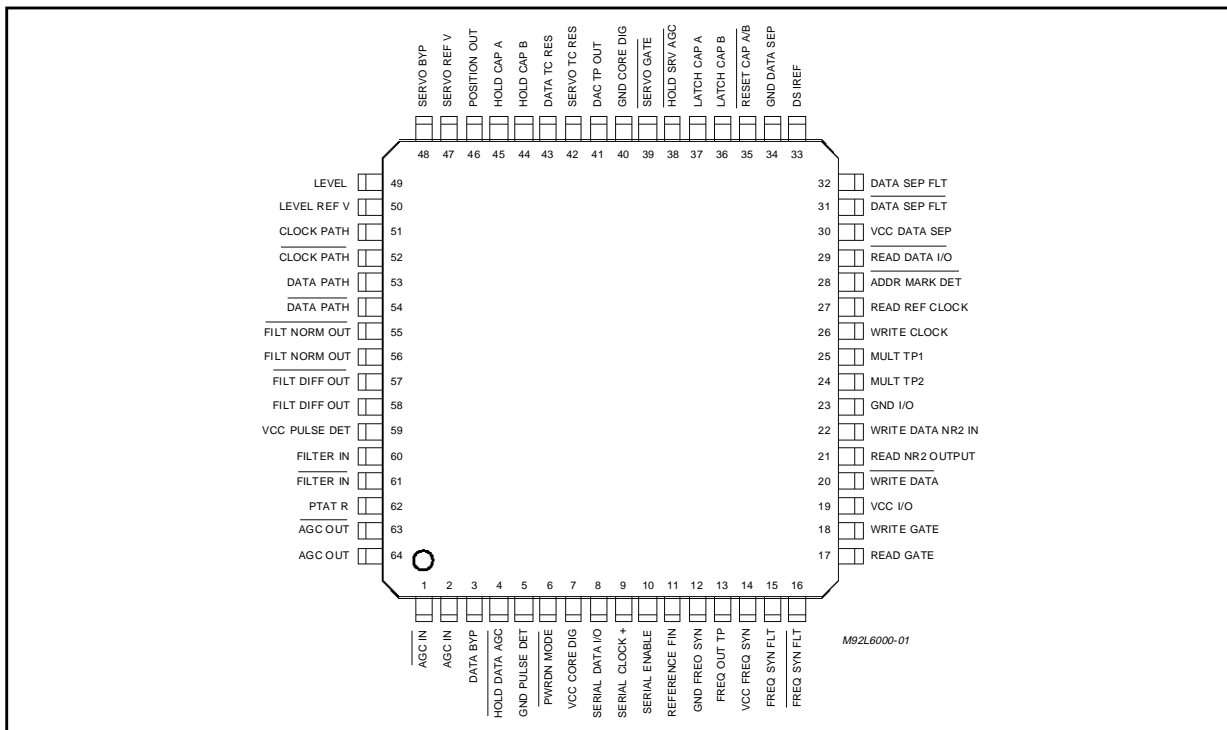 SERVO BYP
SERVO REF V
POSITION OUT
HOLD CAP A
HOLD CAP B
DATA TC RES
SERVO TC RES
DAC TP OUT
GND CORE DIG
SERVO GATE
HOLD SRV AGC
LATCH CAP A
LATCH CAP B
RESET CAP A/B
GND DATA SEP
DS IREF
48 47 46 45 44 43 42 41 40 39 38 37 36 35 34 33
LEVEL 49
LEVEL REF V 50
CLOCK PATH 51
CLOCK PATH 52
DATA PATH 53
DATA PATH 54
FILT NORM OUT 55
FILT NORM OUT 56
FILT DIFF OUT 57
FILT DIFF OUT 58
VCC PULSE DET 59
FILTER IN 60
FILTER IN 61
PTAT R 62
AGC OUT 63
AGC OUT 64
32 DATA SEP FLT
31 DATA SEP FLT
30 VCC DATA SEP
29 READ DATA I/O
28 ADDR MARK DET
27 READ REF CLOCK
26 WRITE CLOCK
25 MULT TP1
24 MULT TP2
23 GND I/O
22 WRITE DATA NR2 IN
21 READ NR2 OUTPUT
20 WRITE DATA
19 VCC I/O
18 WRITE GATE
17 READ GATE
1 2 3 4 5 6 7 8 9 10 11 12 13 14 15 16
AGC IN
AGC IN
DATA BYP
HOLD DATA AGC
GND PULSE DET
PWRDN MODE
VCC CORE DIG
SERIAL DATA I/O
SERIAL CLOCK +
SERIAL ENABLE
REFERENCE FIN
GND FREO SYN
FREQ OUT TP
VCC FREQ SYN
FREQ SYN FLT
FREQ SYN FLT
M92L6000-01